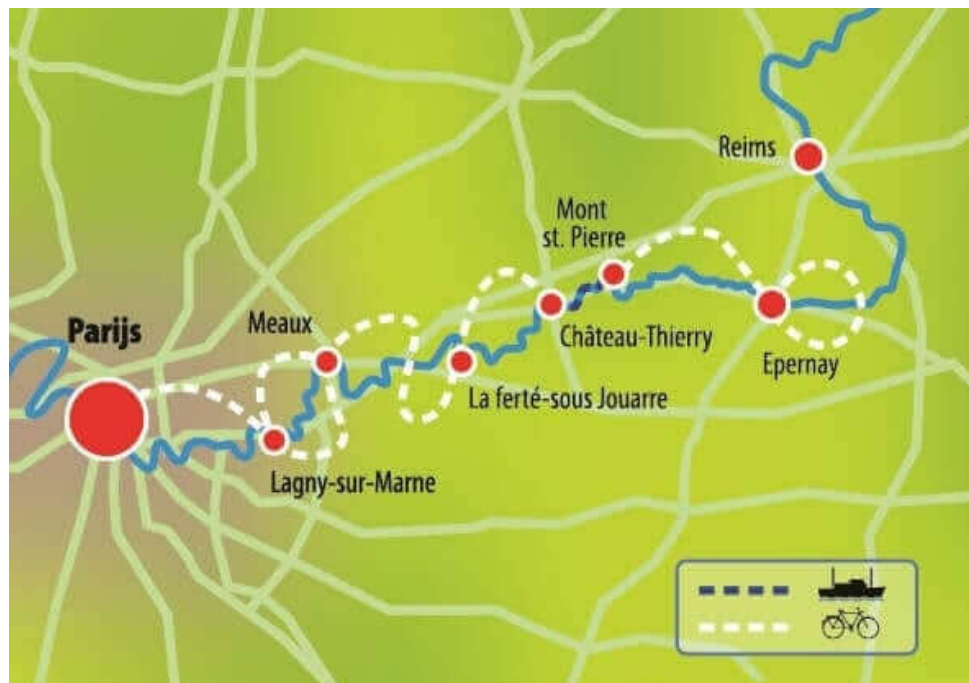 Reims
Mont
st. Pierre
Parijs
Meaux
Château-Thierry
Epernay
La ferté-sous Jouarre
Lagny-sur-Marne